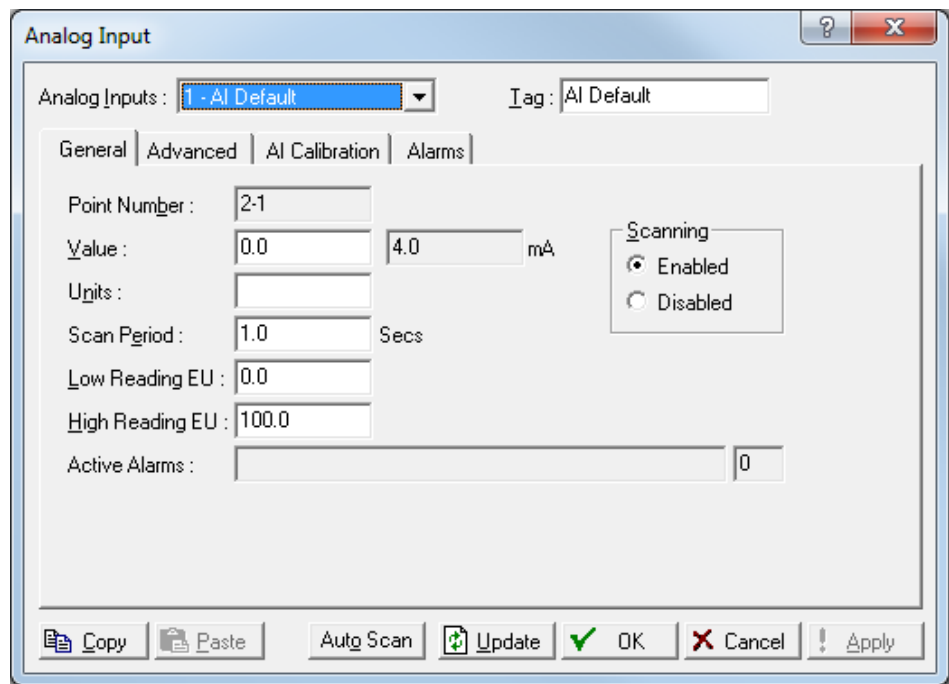 Analog Input
Analog Inputs : 1 - AI Default Tag : AI Default
General Advanced AI Calibration Alarms
Point Number : 2-1
Value : 0.0 4.0 mA
Scanning
Enabled
Disabled
Units :
Scan Period : 1.0 Secs
Low Reading EU : 0.0
High Reading EU : 100.0
Active Alarms : 0
Copy Paste Auto Scan Update OK Cancel ! Apply